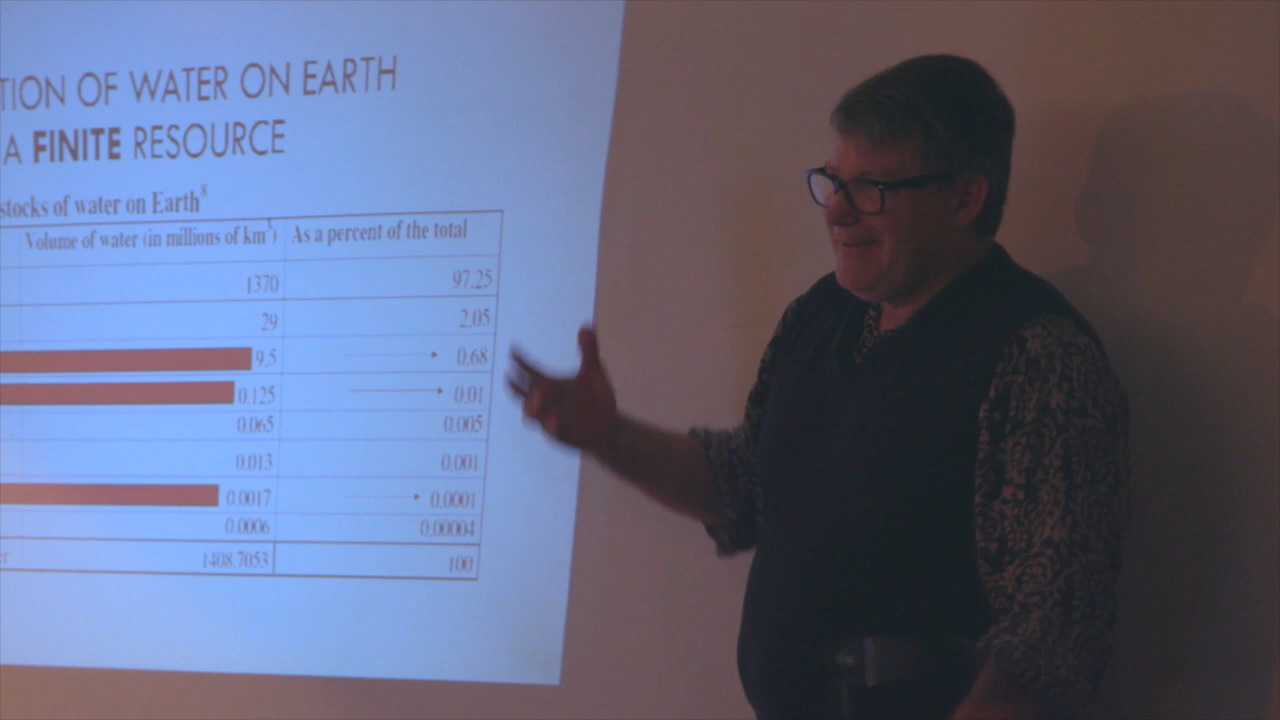 TION OF WATER ON EARTH
A FINITE RESOURCE
stocks of water on Earth⁸
Volume of water (in millions of km³) As a percent of the total
1370 97.25
29 2.05
9.5 0.68
0.125 0.01
0.065 0.005
0.013 0.001
0.0017 0.0001
0.0006 0.00004
r 1408.7053 100